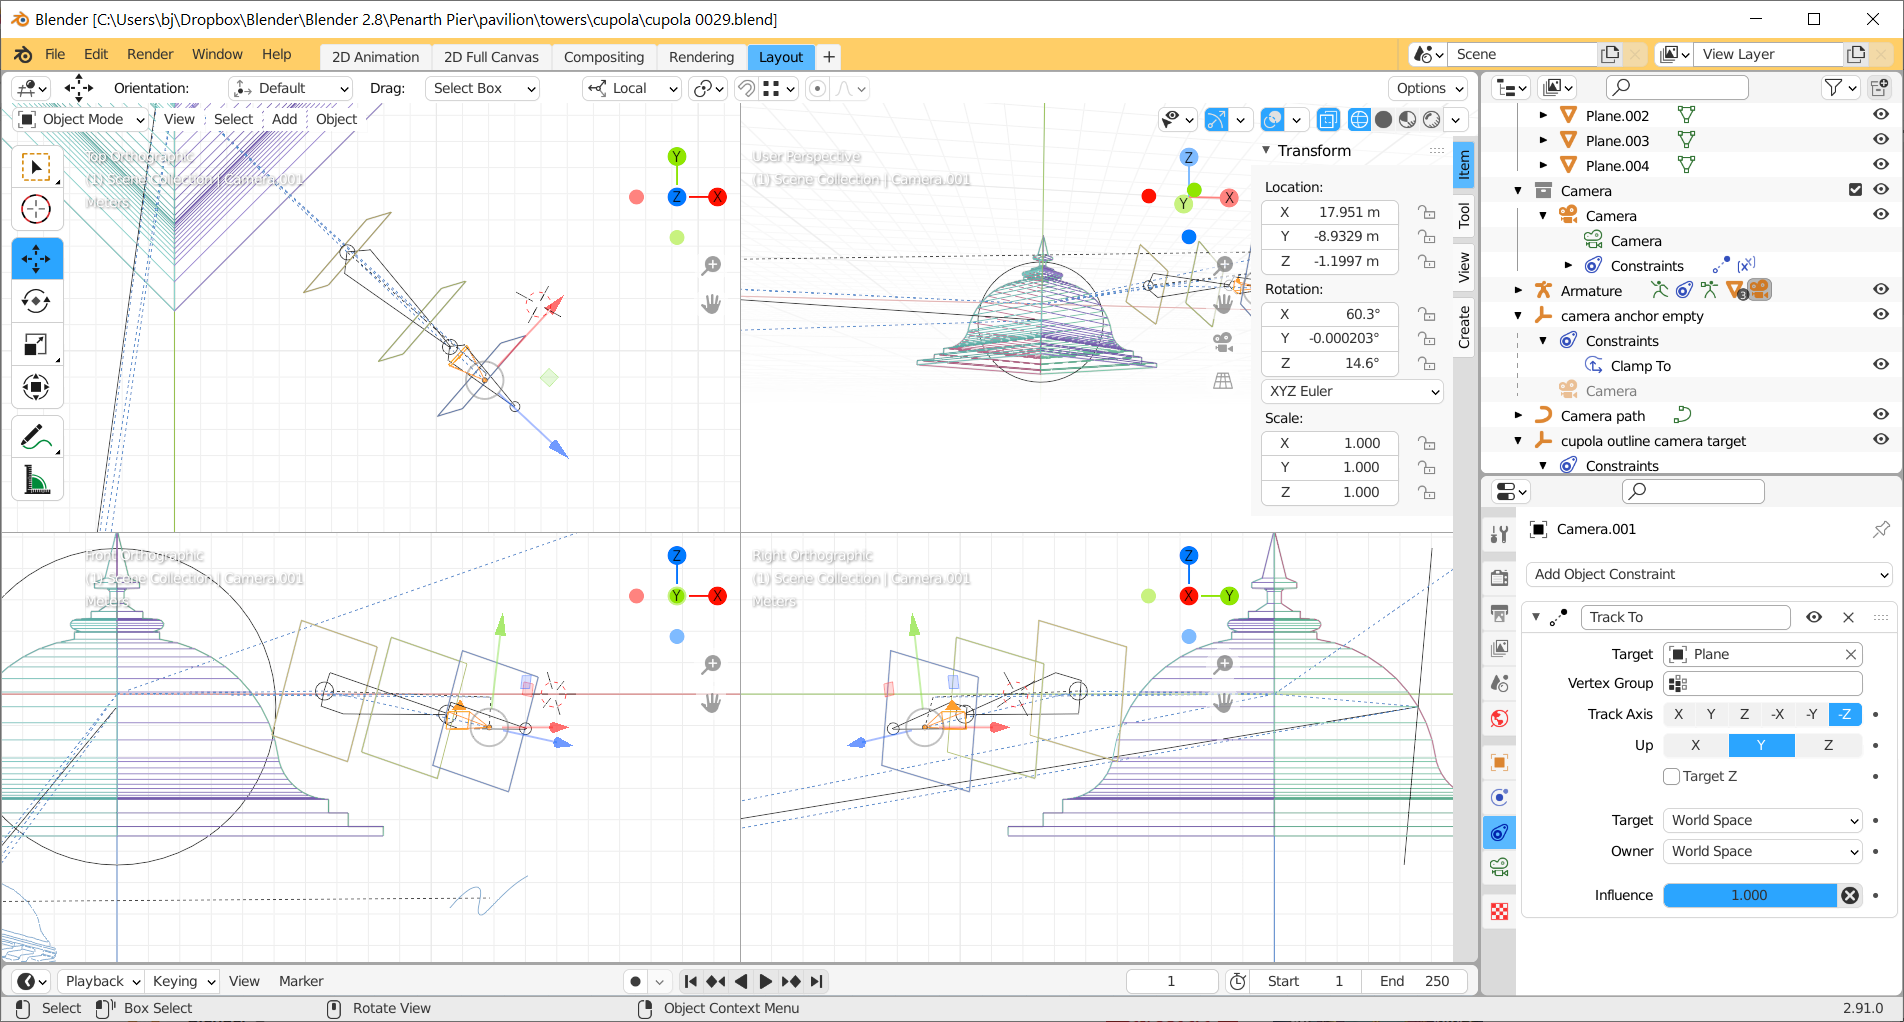 Blender [C:\Users\bj\Dropbox\Blender\Blender 2.8\Penarth Pier\pavilion\towers\cupola\cupola 0029.blend]
File Edit Render Window Help 2D Animation 2D Full Canvas Compositing Rendering Layout + Scene View Layer
Orientation: Default Drag: Select Box Local Options
Object Mode View Select Add Object
Top Orthographic
(1) Scene Collection | Camera.001
Meters
Y
Z X
User Perspective
(1) Scene Collection | Camera.001
Z
Y X
Transform
Location:
X 17.951 m
Y -8.9329 m
Z -1.1997 m
Rotation:
X 60.3°
Y -0.000203°
Z 14.6°
XYZ Euler
Scale:
X 1.000
Y 1.000
Z 1.000
Item
Tool
View
Create
Front Orthographic
(1) Scene Collection | Camera.001
Meters
Z
Y X
Right Orthographic
(1) Scene Collection | Camera.001
Meters
Z
X Y
Plane.002
Plane.003
Plane.004
Camera
Camera
Camera
Constraints
Armature 3
camera anchor empty
Constraints
Clamp To
Camera
Camera path
cupola outline camera target
Constraints
Camera.001
Add Object Constraint
Track To
Target Plane
Vertex Group
Track Axis X Y Z -X -Y -Z
Up X Y Z
Target Z
Target World Space
Owner World Space
Influence 1.000
Playback Keying View Marker 1 Start 1 End 250
Select Box Select Rotate View Object Context Menu 2.91.0